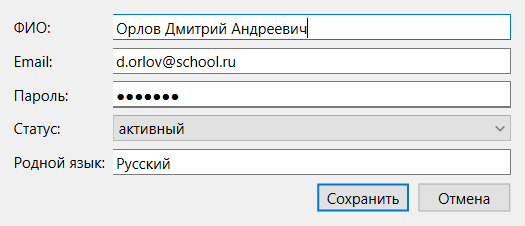 ФИО: Орлов Дмитрий Андреевич
Email: d.orlov@school.ru
Пароль: ●●●●●●●
Статус: активный
Родной язык: Русский
Сохранить Отмена